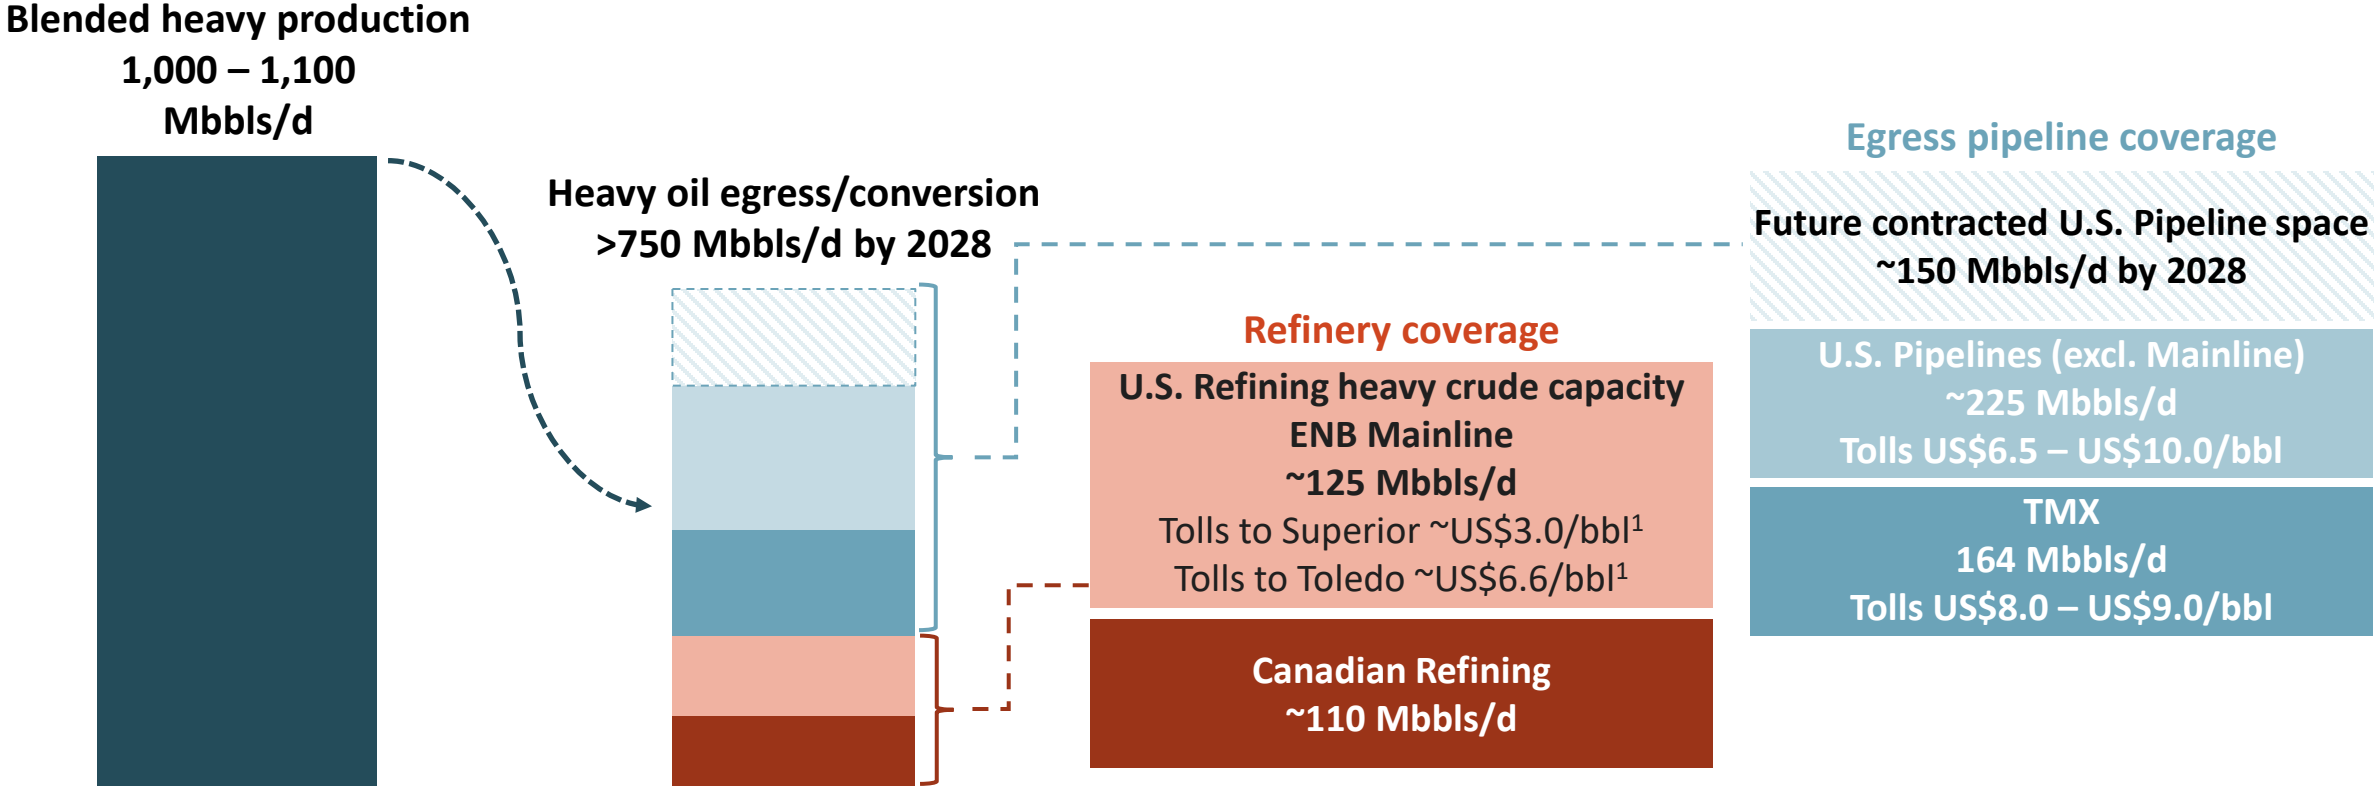 Blended heavy production
1,000 – 1,100
Mbbls/d
Heavy oil egress/conversion
>750 Mbbls/d by 2028
Refinery coverage
U.S. Refining heavy crude capacity
ENB Mainline
~125 Mbbls/d
Tolls to Superior ~US$3.0/bbl¹
Tolls to Toledo ~US$6.6/bbl¹
Canadian Refining
~110 Mbbls/d
Egress pipeline coverage
Future contracted U.S. Pipeline space
~150 Mbbls/d by 2028
U.S. Pipelines (excl. Mainline)
~225 Mbbls/d
Tolls US$6.5 – US$10.0/bbl
TMX
164 Mbbls/d
Tolls US$8.0 – US$9.0/bbl